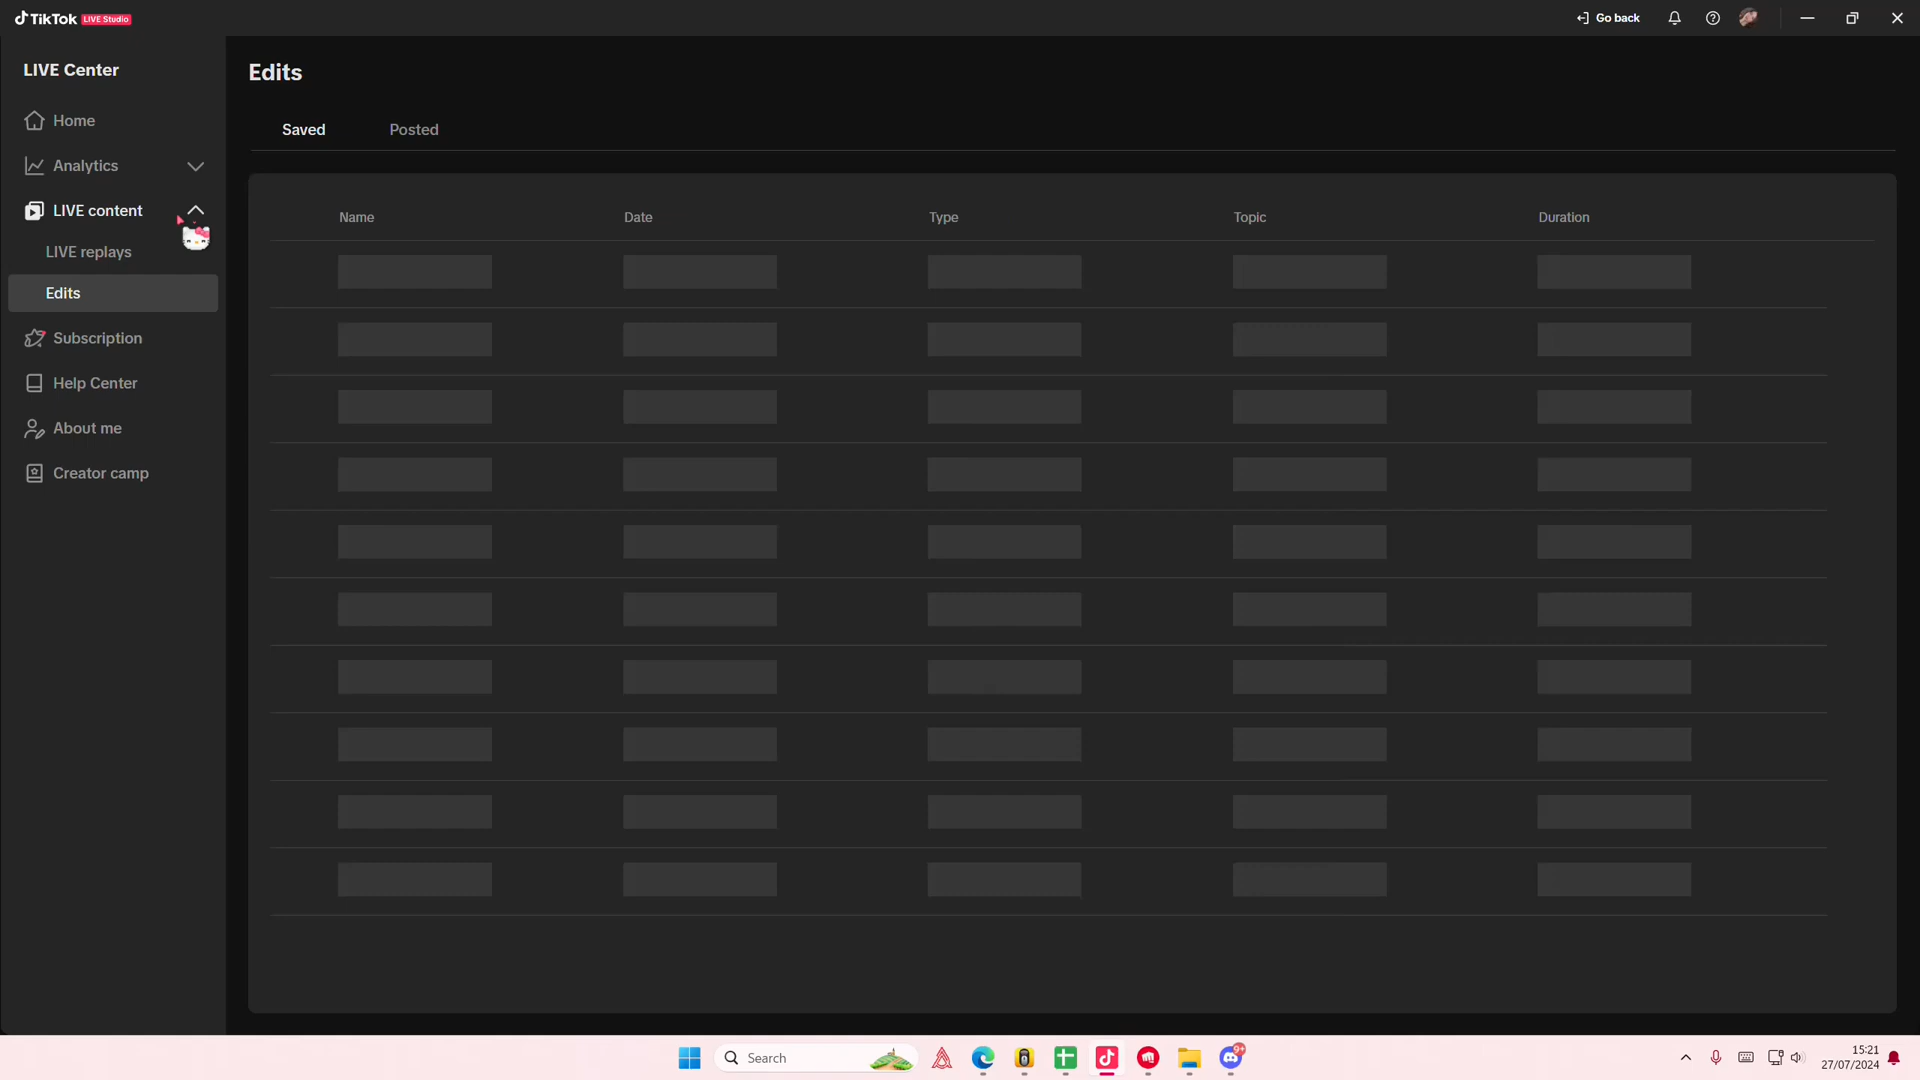 TikTok LIVE Studio
Go back
LIVE Center
Home
Analytics
LIVE content
LIVE replays
Edits
Subscription
Help Center
About me
Creator camp
Edits
Saved Posted
Name Date Type Topic Duration
Search
9+
15:21
27/07/2024